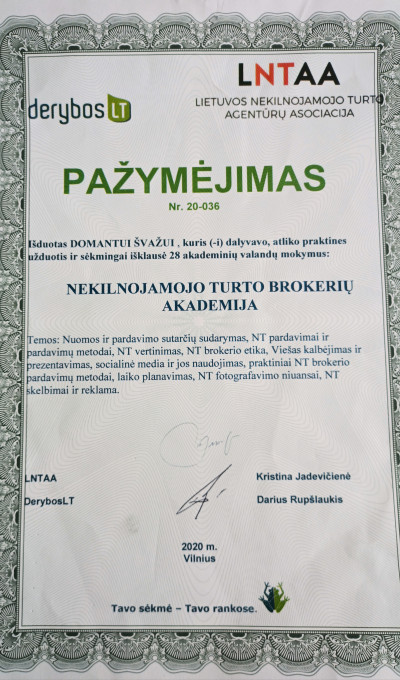 derybos LT
LNTAA
LIETUVOS NEKILNOJAMOJO TURTO
AGENTŪRŲ ASOCIACIJA
PAŽYMĖJIMAS
Nr. 20-036
Išduotas DOMANTUI ŠVAŽUI , kuris (-i) dalyvavo, atliko praktines
užduotis ir sėkmingai išklausė 28 akademinių valandų mokymus:
NEKILNOJAMOJO TURTO BROKERIŲ
AKADEMIJA
Temos: Nuomos ir pardavimo sutarčių sudarymas, NT pardavimai ir
pardavimų metodai, NT vertinimas, NT brokerio etika, Viešas kalbėjimas ir
prezentavimas, socialinė media ir jos naudojimas, praktiniai NT brokerio
pardavimų metodai, laiko planavimas, NT fotografavimo niuansai, NT
skelbimai ir reklama.
LNTAA Kristina Jadevičienė
DerybosLT Darius Rupšlaukis
2020 m.
Vilnius
Tavo sėkmė – Tavo rankose.